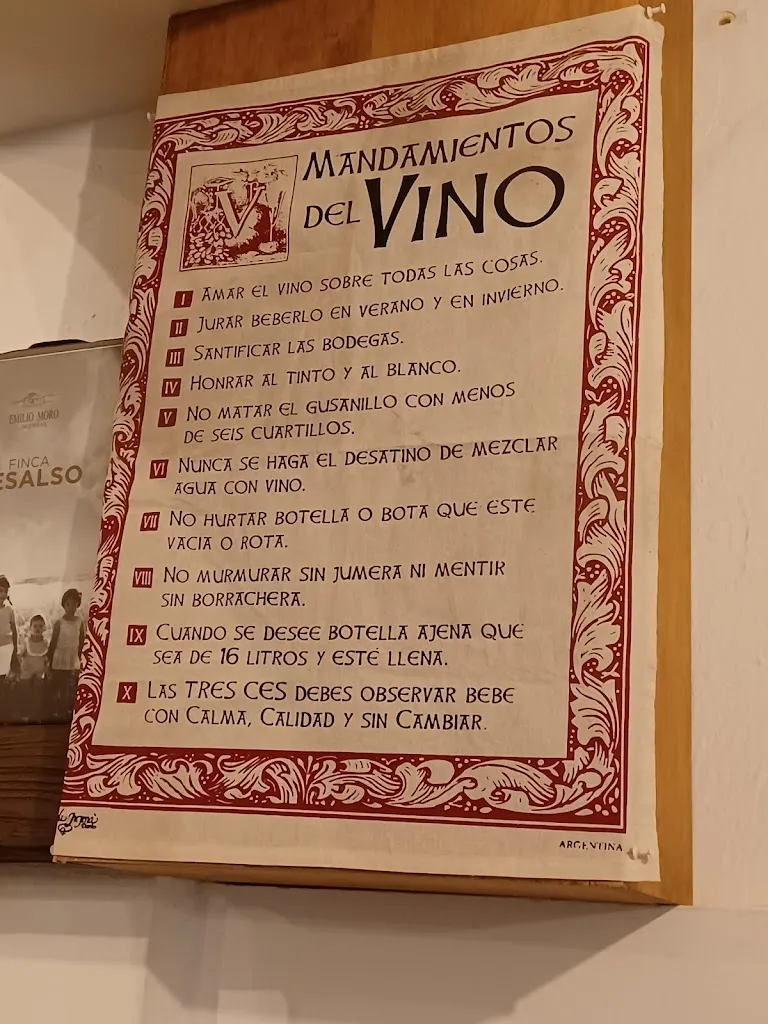 MANDAMIENTOS
DEL VINO
V
I AMAR EL VINO SOBRE TODAS LAS COSAS.
II JURAR BEBERLO EN VERANO Y EN INVIERNO.
III SANTIFICAR LAS BODEGAS.
IV HONRAR AL TINTO Y AL BLANCO.
V NO MATAR EL GUSANILLO CON MENOS
DE SEIS CUARTILLOS.
VI NUNCA SE HAGA EL DESATINO DE MEZCLAR
AGUA CON VINO.
VII NO HURTAR BOTELLA O BOTA QUE ESTE
VACIA O ROTA.
VIII NO MURMURAR SIN JUMERA NI MENTIR
SIN BORRACHERA.
IX CUANDO SE DESEE BOTELLA AJENA QUE
SEA DE 16 LITROS Y ESTÉ LLENA.
X LAS TRES CES DEBES OBSERVAR BEBE
CON CALMA, CALIDAD Y SIN CAMBIAR.
ARGENTINA
EMILIO MORO
FINCA
ESALSO